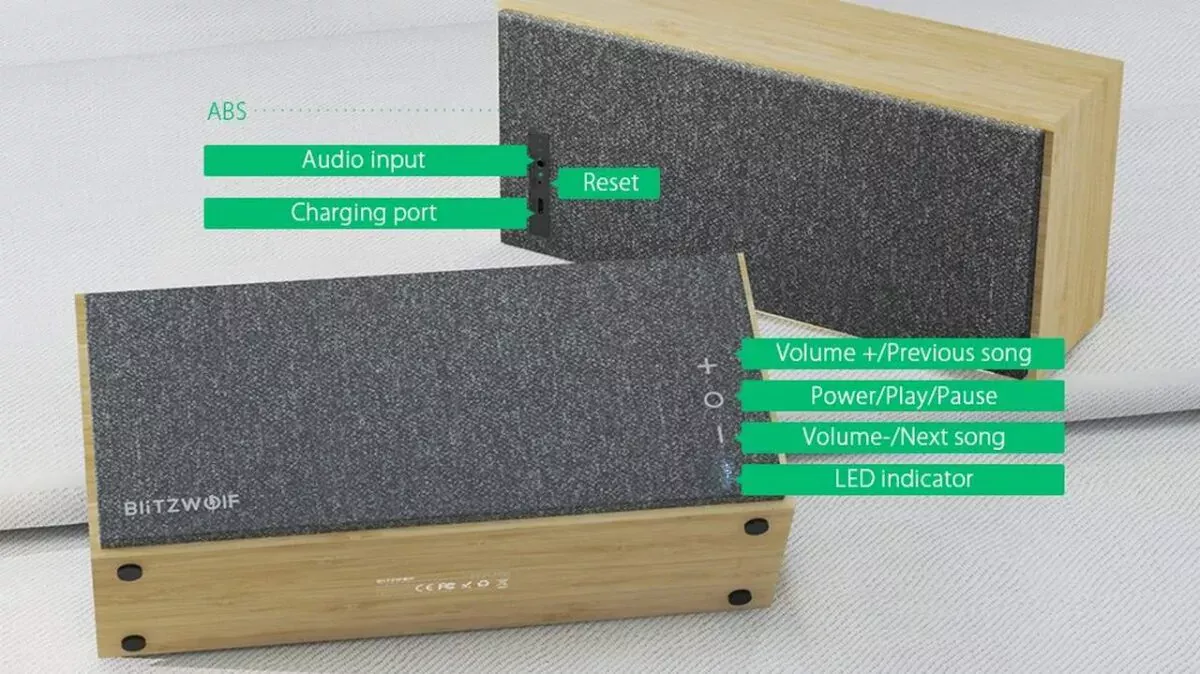 ABS
Audio input
Reset
Charging port
Volume +/Previous song
Power/Play/Pause
Volume-/Next song
LED indicator
BliTZWOlF
CE FC